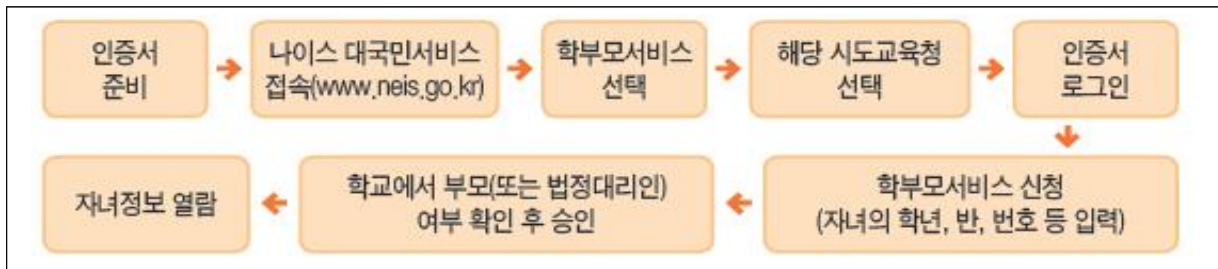 인증서
준비
나이스 대국민서비스
접속(www.neis.go.kr)
학부모서비스
선택
해당 시도교육청
선택
인증서
로그인
학부모서비스 신청
(자녀의 학년, 반, 번호 등 입력)
학교에서 부모(또는 법정대리인)
여부 확인 후 승인
자녀정보 열람